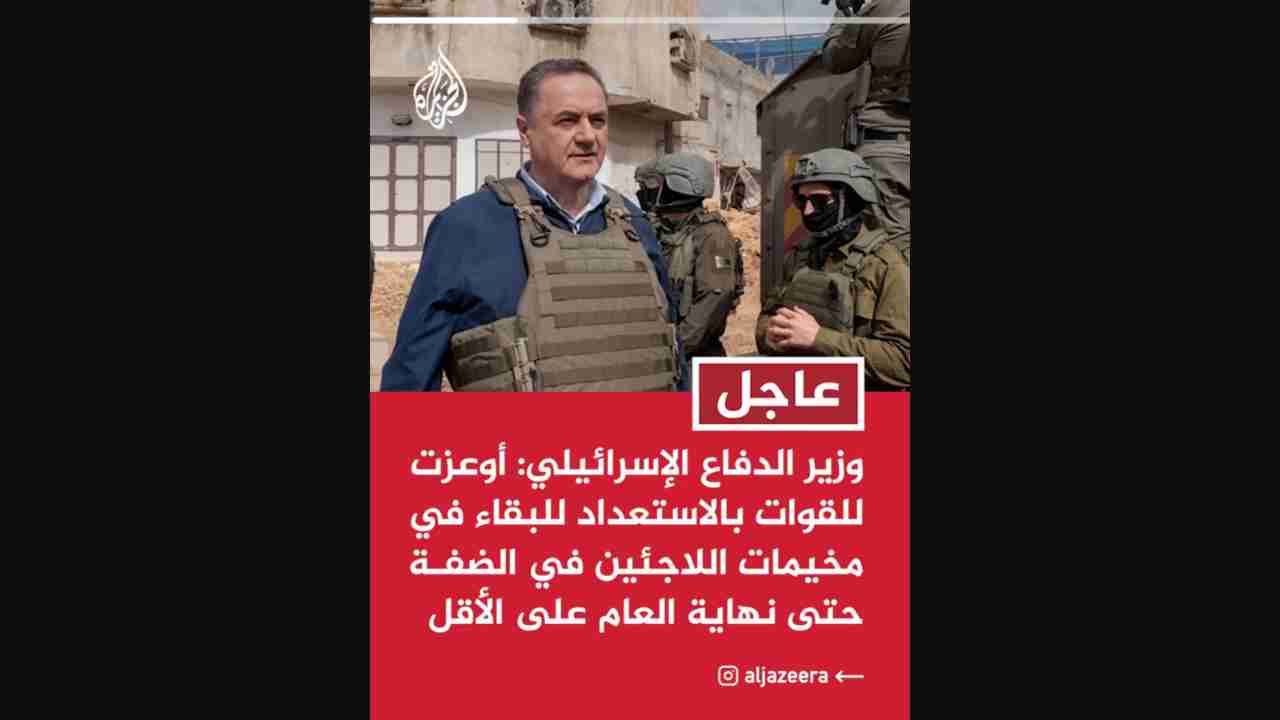 الجزيرة
عاجل
وزير الدفاع الإسرائيلي: أوعزت
للقوات بالاستعداد للبقاء في
مخيمات اللاجئين في الضفة
حتى نهاية العام على الأقل
aljazeera